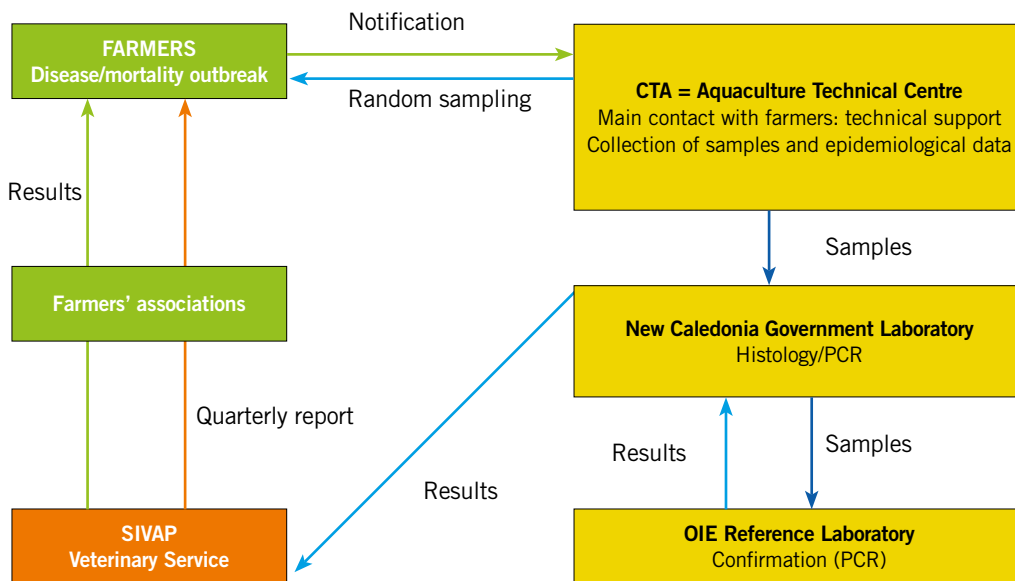 FARMERS
Disease/mortality outbreak
Notification
Random sampling
CTA = Aquaculture Technical Centre
Main contact with farmers: technical support
Collection of samples and epidemiological data
Results
Samples
Farmers’ associations
New Caledonia Government Laboratory
Histology/PCR
Quarterly report
Results
Samples
Results
SIVAP
Veterinary Service
OIE Reference Laboratory
Confirmation (PCR)